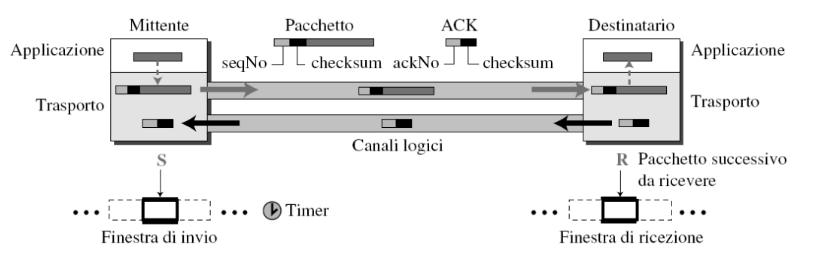 Mittente
Pacchetto
ACK
Destinatario
Applicazione
seqNo
checksum
ackNo
checksum
Applicazione
Trasporto
Trasporto
Canali logici
S
R Pacchetto successivo
da ricevere
Timer
Finestra di invio
Finestra di ricezione